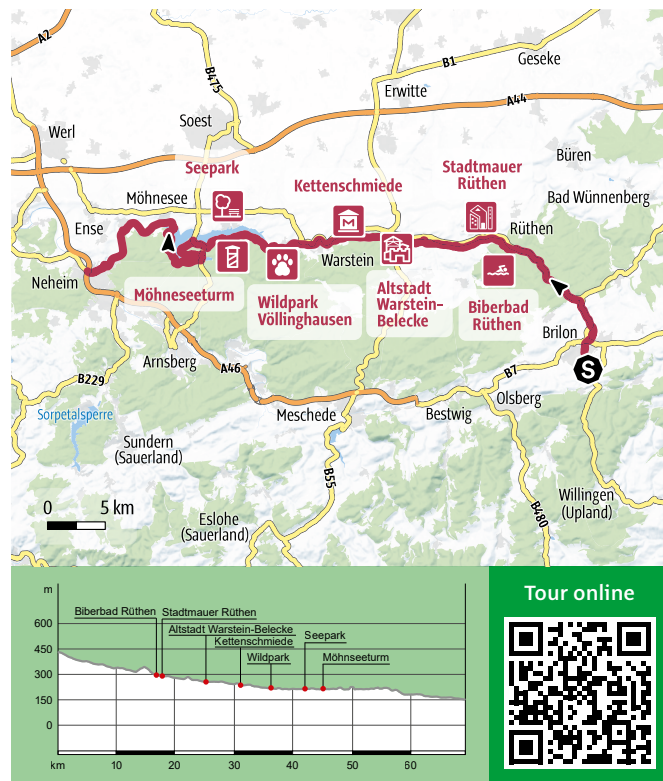 A2
B475
B1
Geseke
Erwitte
A44
Werl
Soest
Büren
Seepark
Stadtmauer
Rüthen
Kettenschmiede
Bad Wünnenberg
Möhnesee
Ense
Rüthen
Warstein
Neheim
Möhneseeturm
Wildpark
Völlinghausen
Altstadt
Warstein-
Belecke
Biberbad
Rüthen
Brilon
S
Arnsberg
A46
B7
B229
Olsberg
Meschede
Bestwig
Sorpetalsperre
Sundern
(Sauerland)
B55
B480
Willingen
(Upland)
0 5 km
Eslohe
(Sauerland)
m
Biberbad Rüthen
Stadtmauer Rüthen
Altstadt Warstein-Belecke
Kettenschmiede
Seepark
Wildpark
Möhnseeturm
600
450
300
150
0
km 10 20 30 40 50 60
Tour online